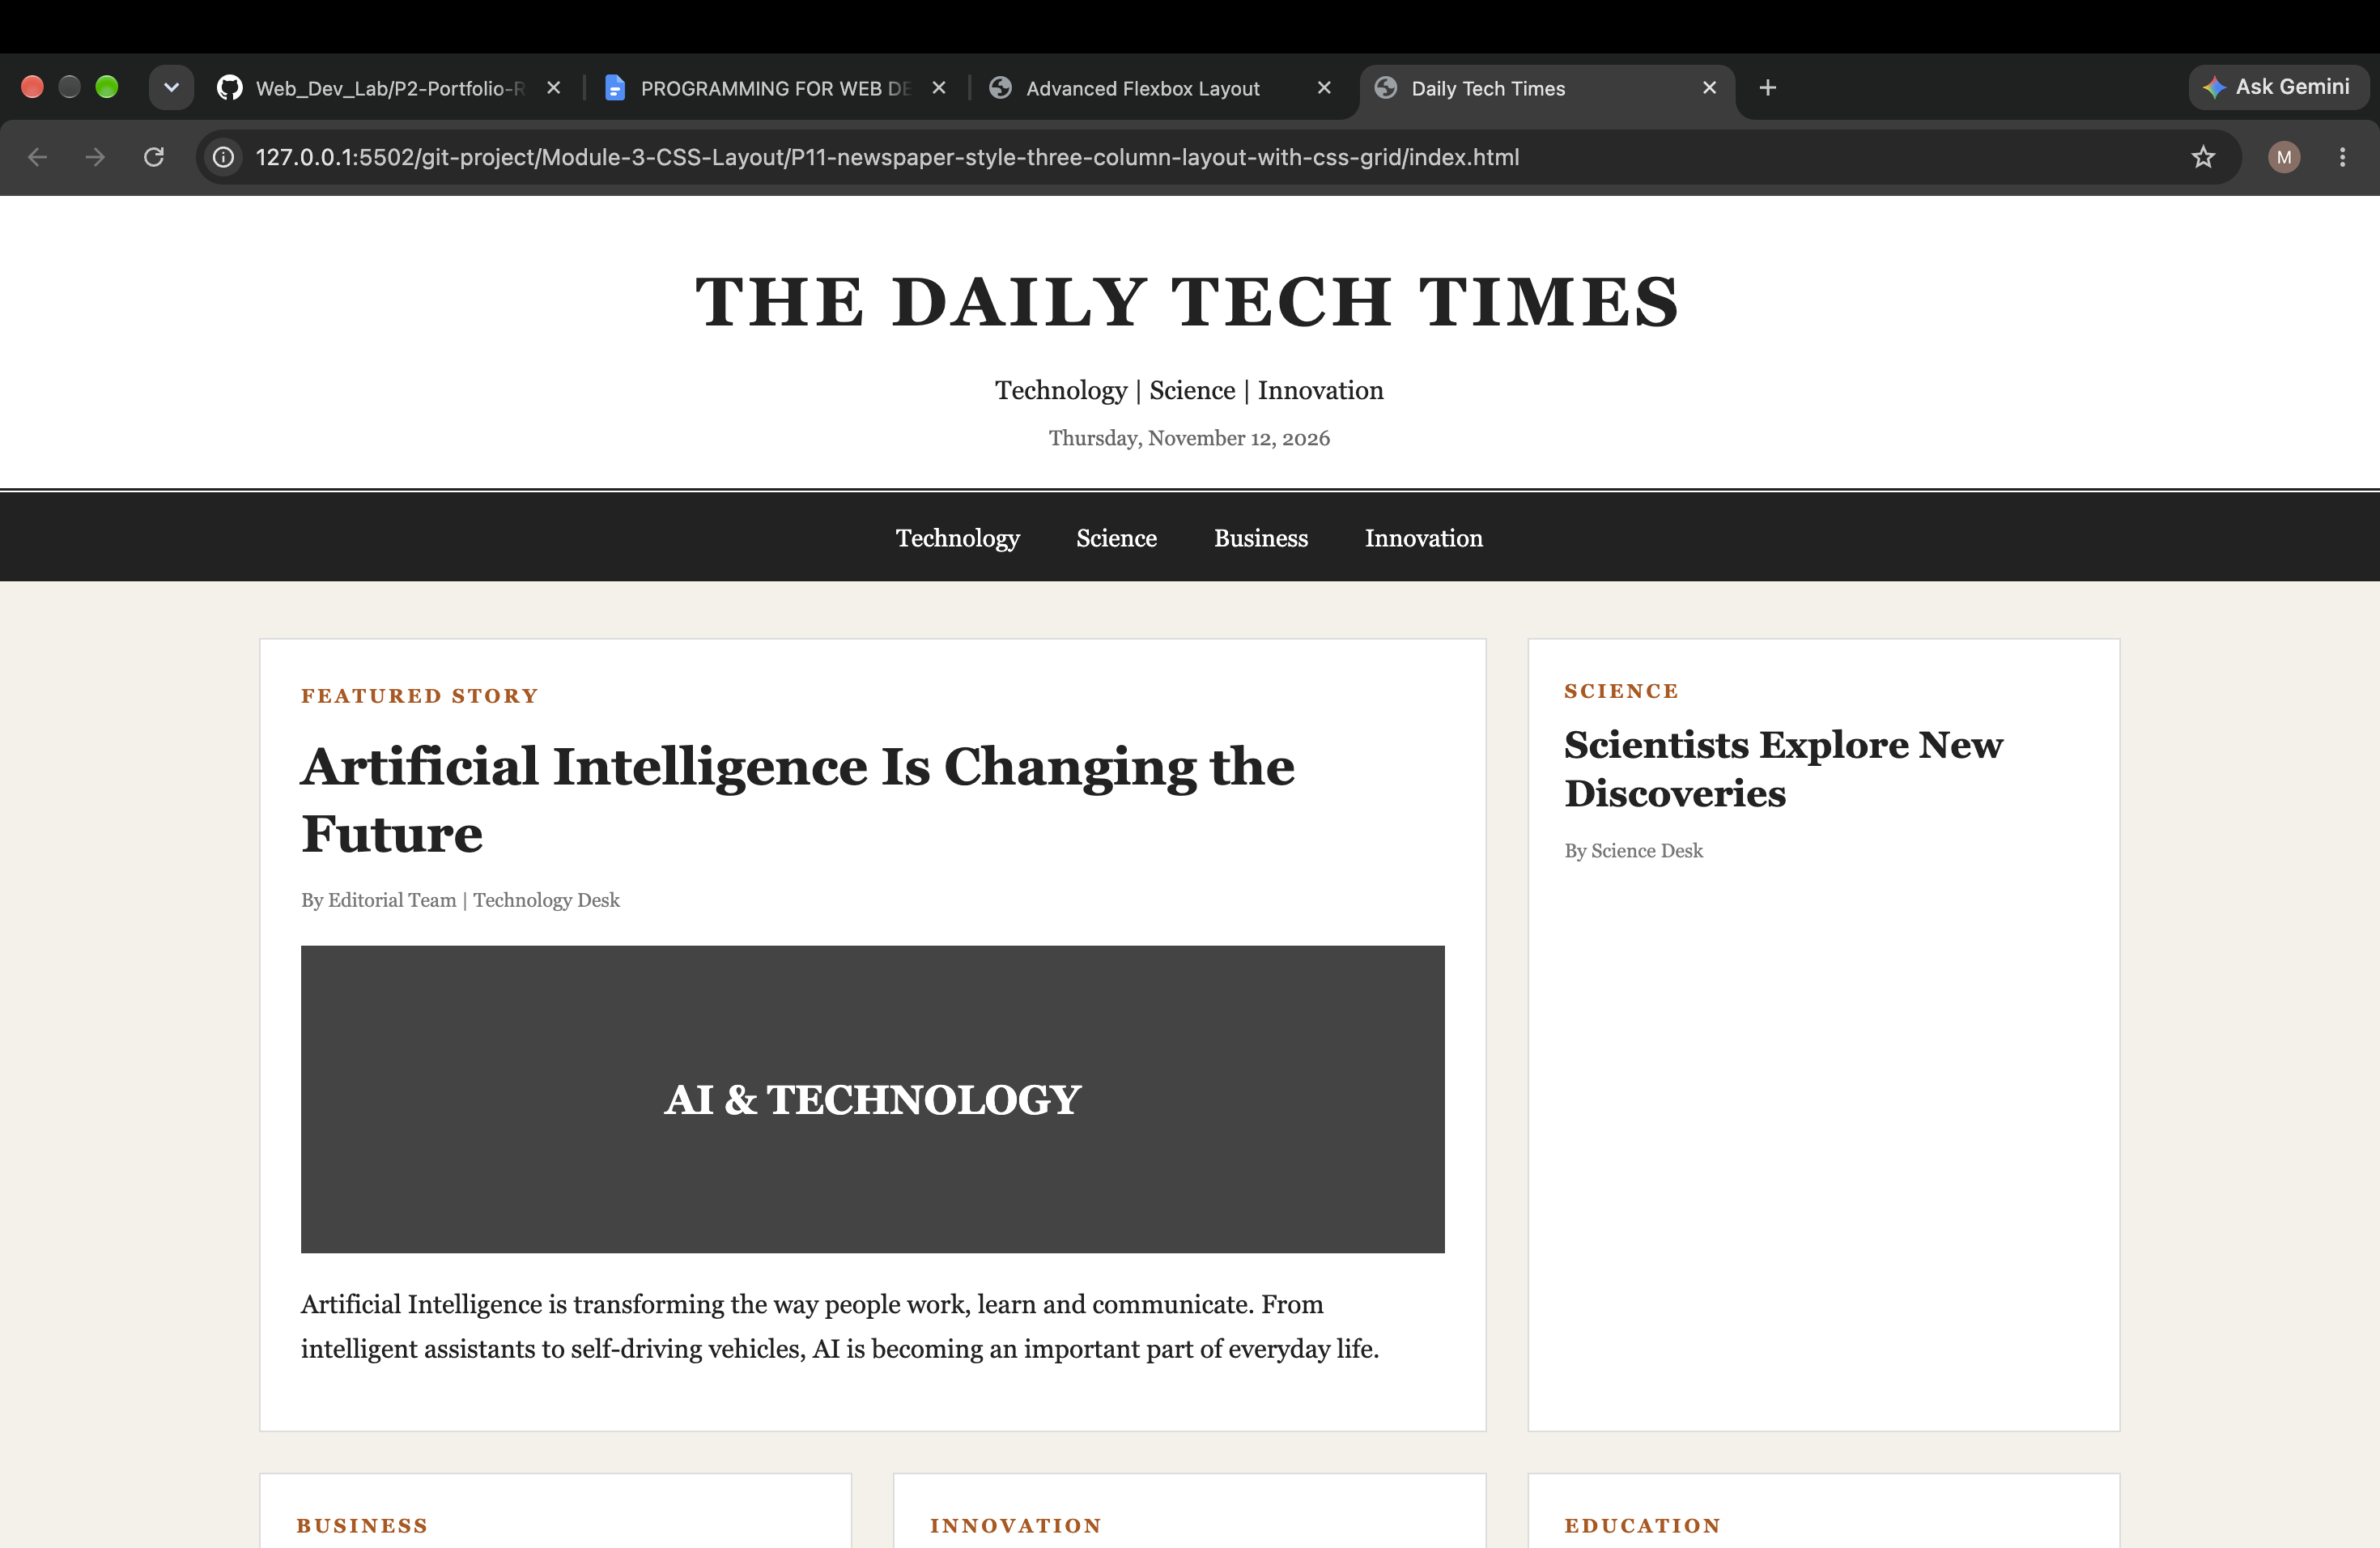 Web_Dev_Lab/P2-Portfolio-R
PROGRAMMING FOR WEB DE
Advanced Flexbox Layout
Daily Tech Times
Ask Gemini
127.0.0.1:5502/git-project/Module-3-CSS-Layout/P11-newspaper-style-three-column-layout-with-css-grid/index.html
M
THE DAILY TECH TIMES
Technology | Science | Innovation
Thursday, November 12, 2026
Technology Science Business Innovation
FEATURED STORY
Artificial Intelligence Is Changing the
Future
By Editorial Team | Technology Desk
AI & TECHNOLOGY
Artificial Intelligence is transforming the way people work, learn and communicate. From
intelligent assistants to self-driving vehicles, AI is becoming an important part of everyday life.
SCIENCE
Scientists Explore New
Discoveries
By Science Desk
BUSINESS
INNOVATION
EDUCATION